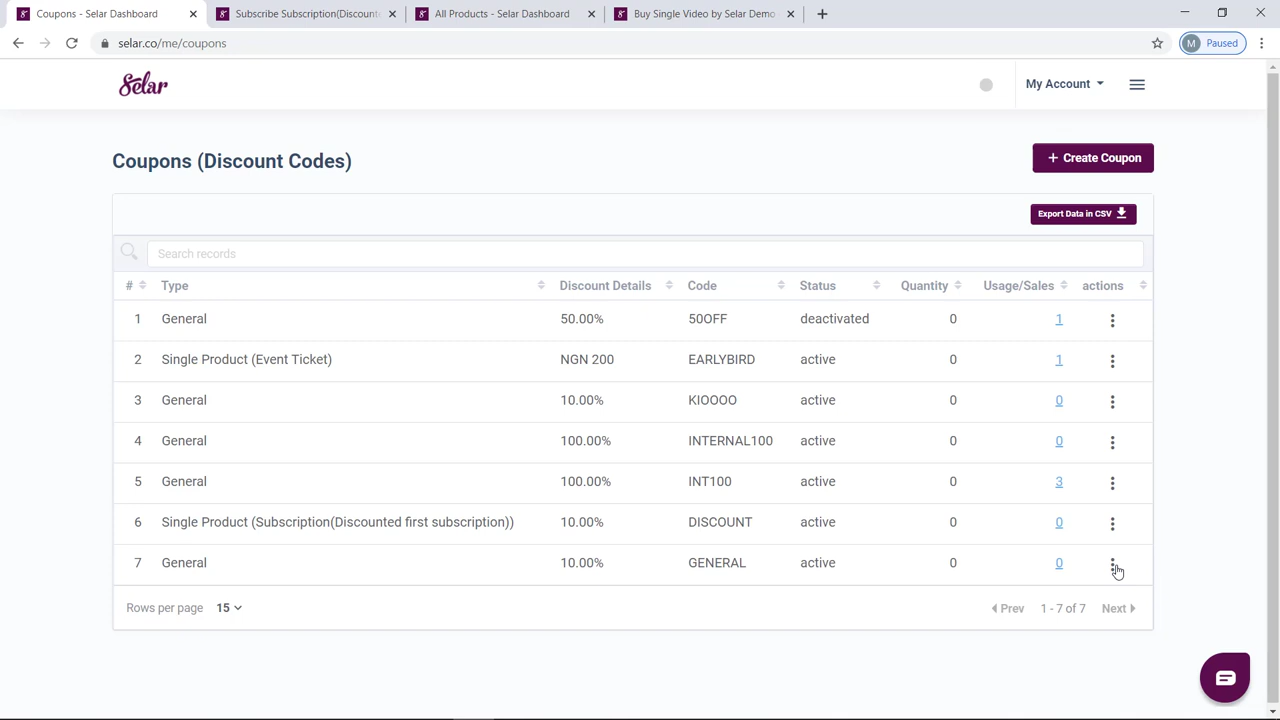 Coupons - Selar Dashboard
Subscribe Subscription(Discount
All Products - Selar Dashboard
Buy Single Video by Selar Demo
selar.co/me/coupons
M Paused
Selar
My Account
Coupons (Discount Codes)
+ Create Coupon
Export Data in CSV
Search records
# Type Discount Details Code Status Quantity Usage/Sales actions
1 General 50.00% 50OFF deactivated 0 1
2 Single Product (Event Ticket) NGN 200 EARLYBIRD active 0 1
3 General 10.00% KIOOOO active 0 0
4 General 100.00% INTERNAL100 active 0 0
5 General 100.00% INT100 active 0 3
6 Single Product (Subscription(Discounted first subscription)) 10.00% DISCOUNT active 0 0
7 General 10.00% GENERAL active 0 0
Rows per page 15 Prev 1 - 7 of 7 Next